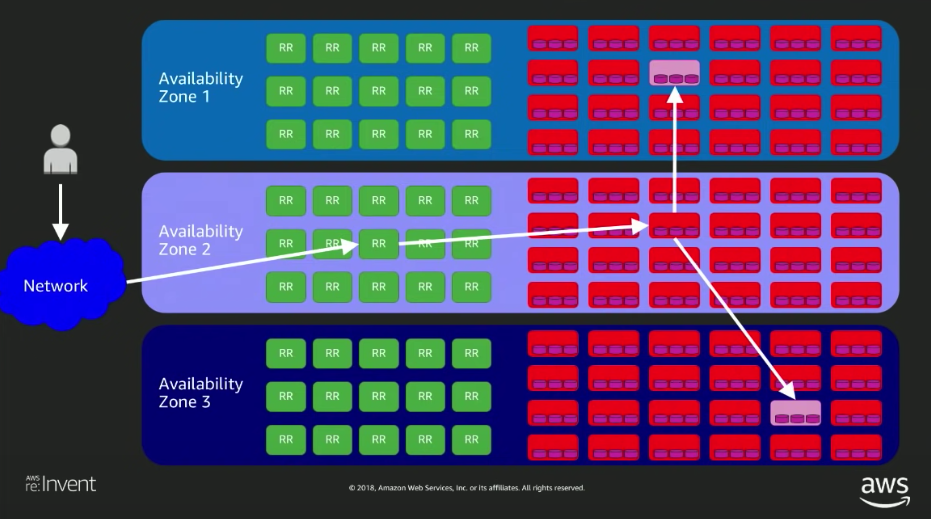 RR RR RR RR RR
Availability
Zone 1
RR RR RR RR RR
RR RR RR RR RR
RR RR RR RR RR
Availability
Zone 2
RR RR RR RR RR
RR RR RR RR RR
Network
RR RR RR RR RR
Availability
Zone 3
RR RR RR RR RR
RR RR RR RR RR
AWS
re:Invent
© 2018, Amazon Web Services, Inc. or its affiliates. All rights reserved.
aws